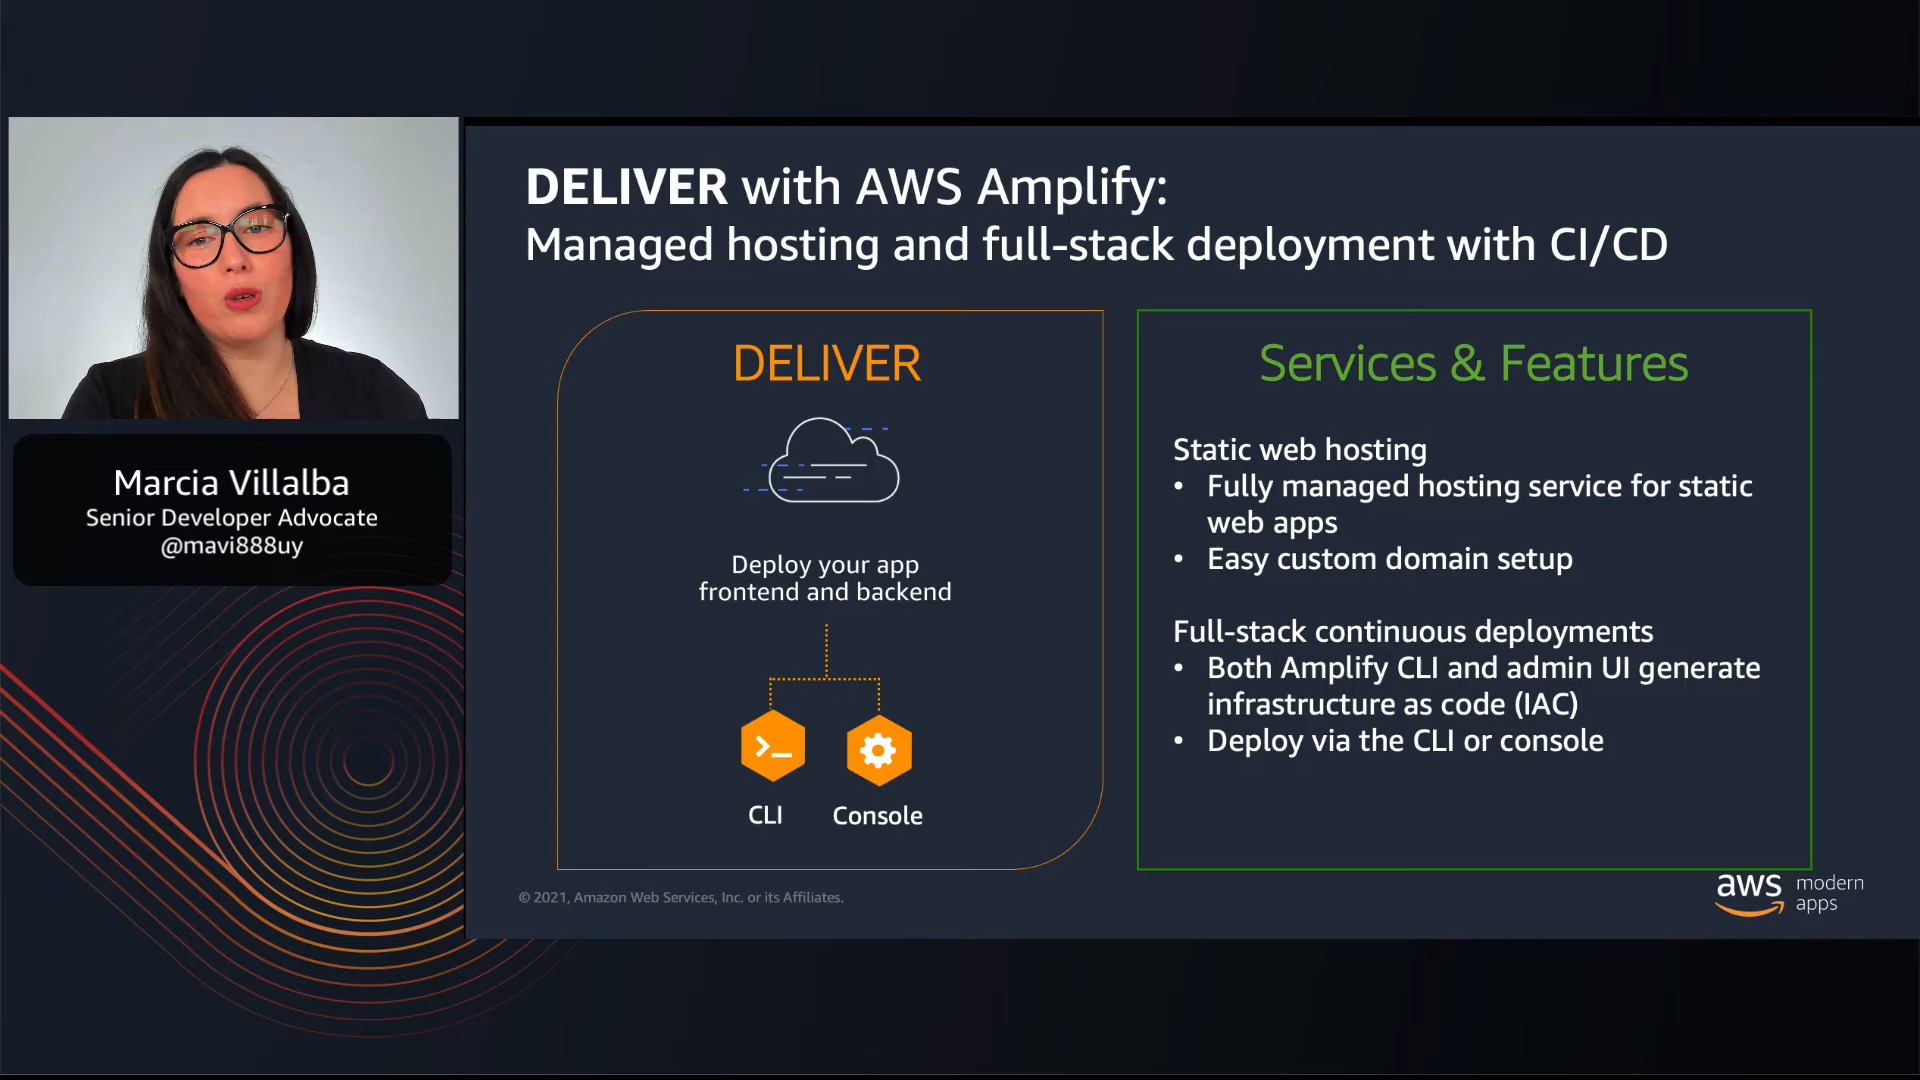 DELIVER with AWS Amplify:
Managed hosting and full-stack deployment with CI/CD
Marcia Villalba
Senior Developer Advocate
@mavi888uy
DELIVER
Deploy your app
frontend and backend
CLI
Console
Services & Features
Static web hosting
• Fully managed hosting service for static
web apps
• Easy custom domain setup
Full-stack continuous deployments
• Both Amplify CLI and admin UI generate
infrastructure as code (IAC)
• Deploy via the CLI or console
© 2021, Amazon Web Services, Inc. or its Affiliates.
aws modern
apps